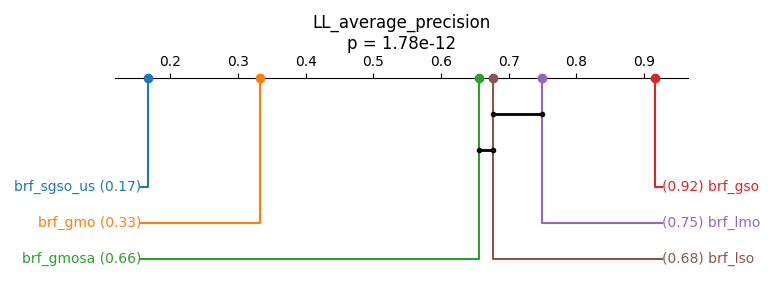 LL_average_precision
p = 1.78e-12
0.2 0.3 0.4 0.5 0.6 0.7 0.8 0.9
brf_sgso_us (0.17) (0.92) brf_gso
brf_gmo (0.33) (0.75) brf_lmo
brf_gmosa (0.66) (0.68) brf_lso